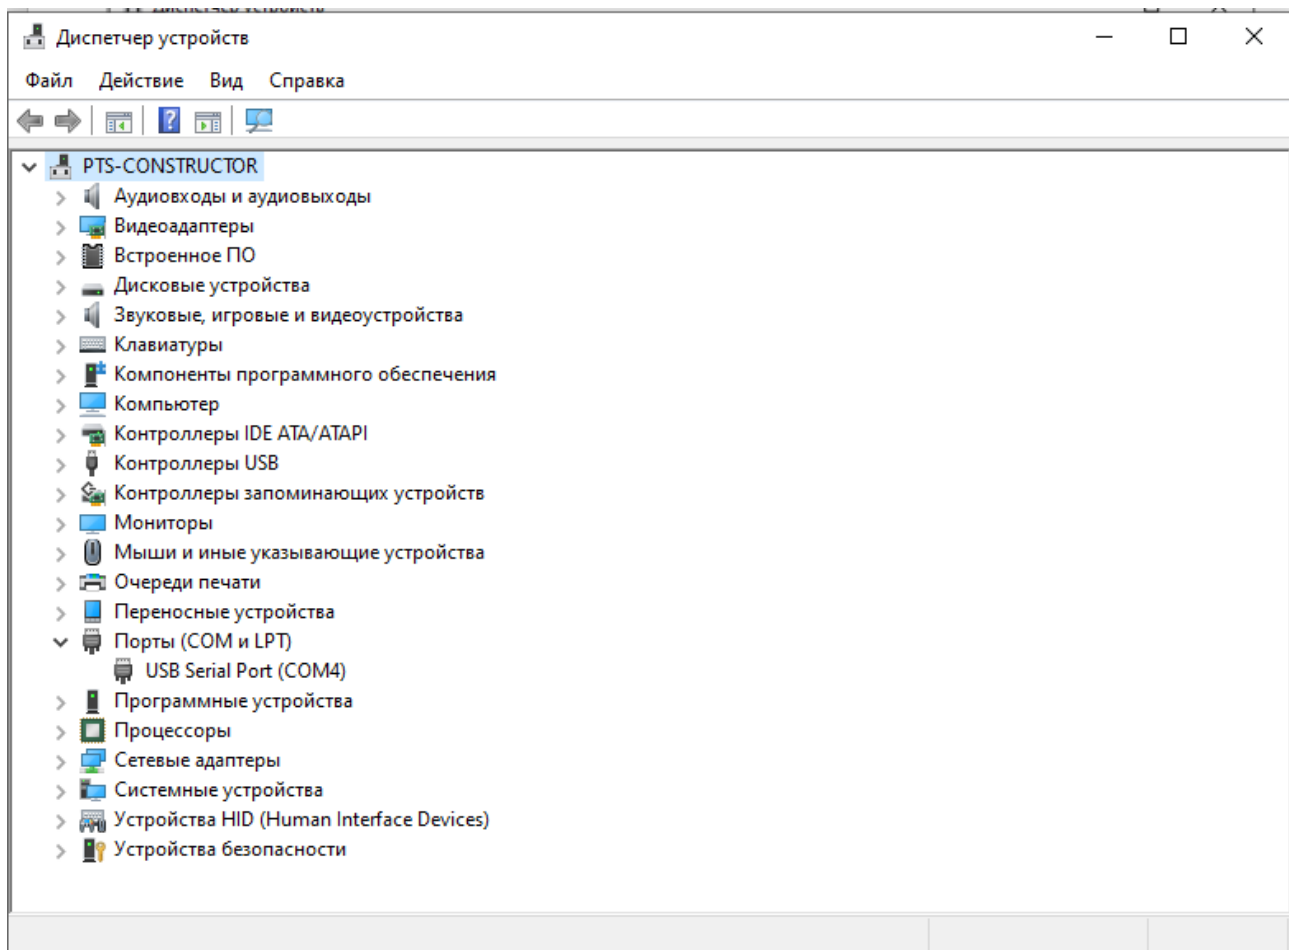 Диспетчер устройств
Файл Действие Вид Справка
PTS-CONSTRUCTOR
Аудиовходы и аудиовыходы
Видеоадаптеры
Встроенное ПО
Дисковые устройства
Звуковые, игровые и видеоустройства
Клавиатуры
Компоненты программного обеспечения
Компьютер
Контроллеры IDE ATA/ATAPI
Контроллеры USB
Контроллеры запоминающих устройств
Мониторы
Мыши и иные указывающие устройства
Очереди печати
Переносные устройства
Порты (COM и LPT)
USB Serial Port (COM4)
Программные устройства
Процессоры
Сетевые адаптеры
Системные устройства
Устройства HID (Human Interface Devices)
Устройства безопасности